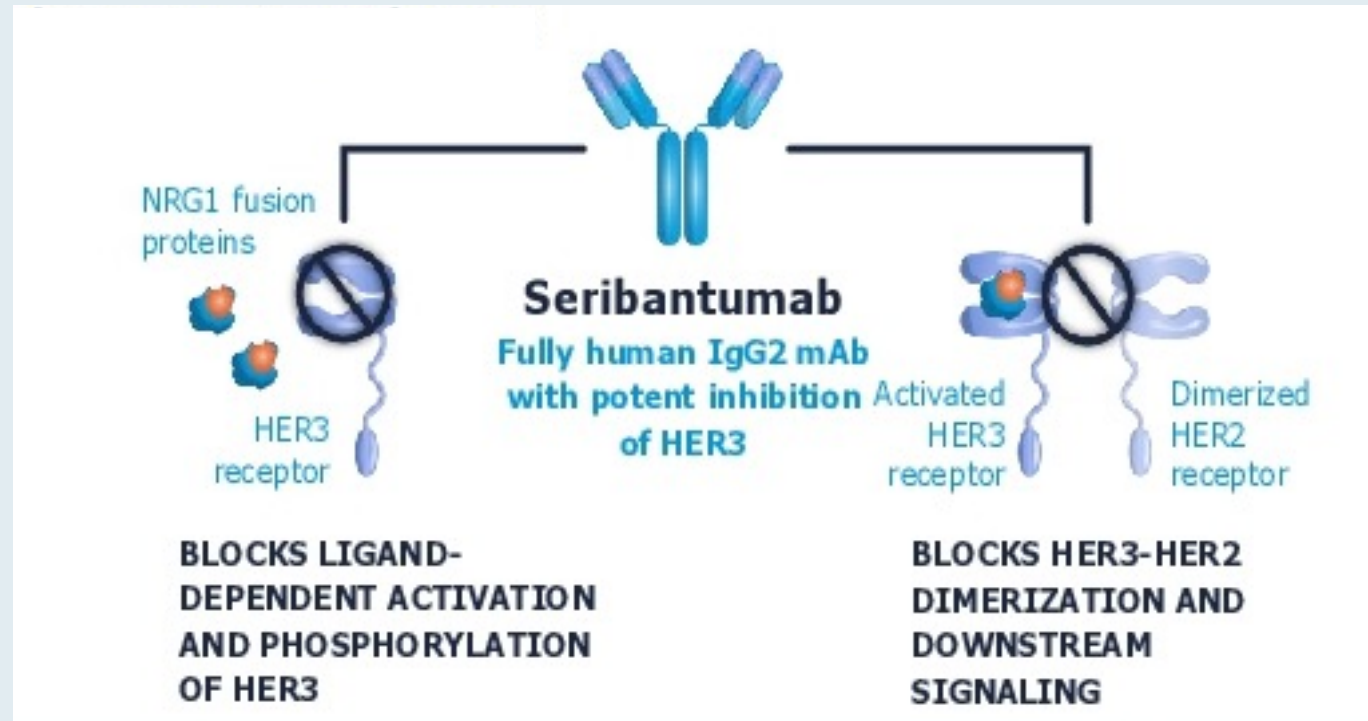 NRG1 fusion
proteins
HER3
receptor
Seribantumab
Fully human IgG2 mAb
with potent inhibition
of HER3
Activated
HER3
receptor
Dimerized
HER2
receptor
BLOCKS LIGAND-
DEPENDENT ACTIVATION
AND PHOSPHORYLATION
OF HER3
BLOCKS HER3-HER2
DIMERIZATION AND
DOWNSTREAM
SIGNALING